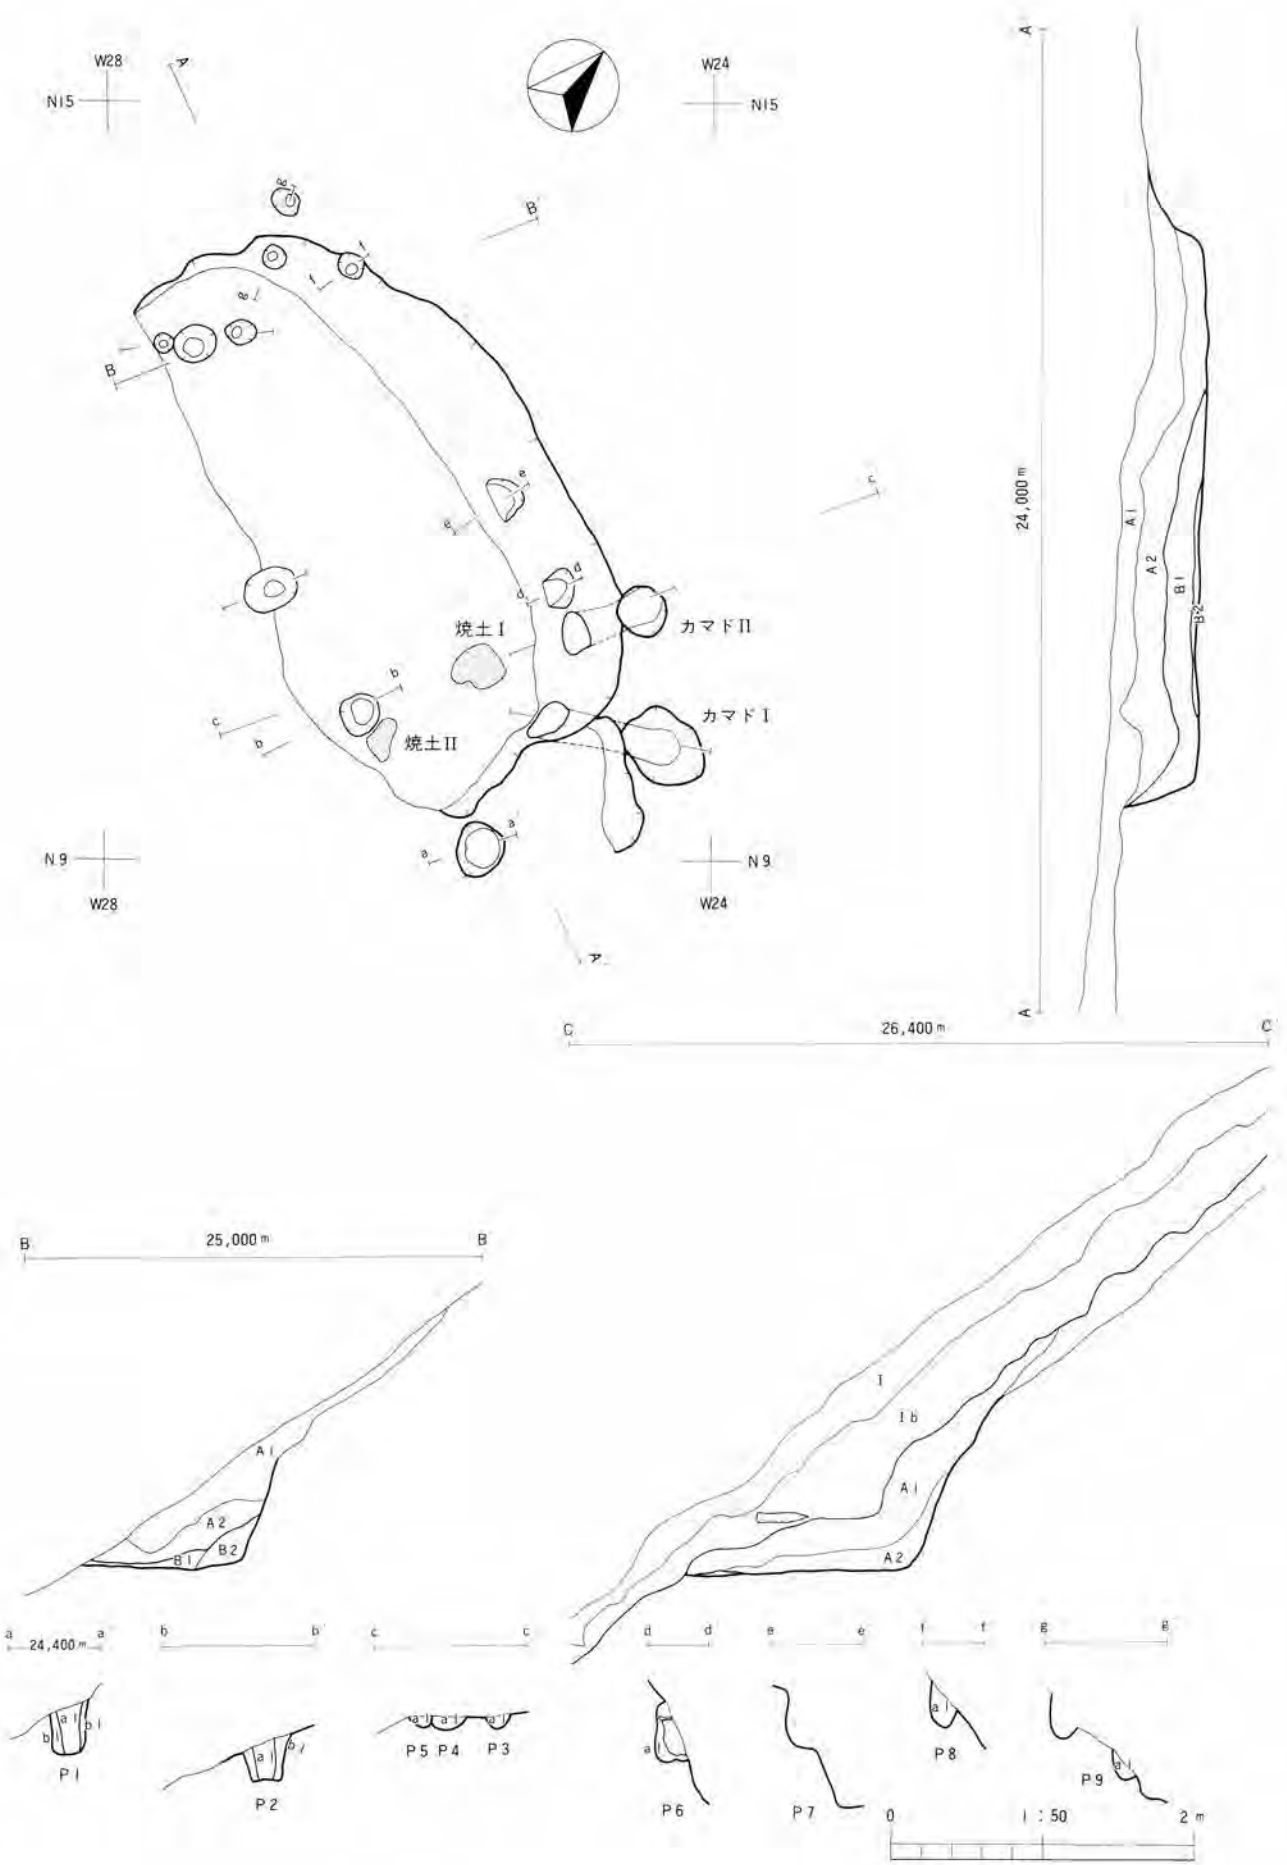 W28
A
W24
N15
N15
g
B
f
f
g
B
e
e
c
d
d
焼土I
カマドII
b
カマドI
c
b
焼土II
a
a
N9
N9
W28
W24
A
A
24,000m
A1
A2
B1
B2
A
C 26,400m C
B 25,000m B
I
Ib
A1
A2
A1
A2
B1 B2
a 24,400m a
b b
c c
d d
e e
f f
g g
b1 a1 b1
P1
a1 b1
P2
a1 a1 a1
P5 P4 P3
a1
P6
P7
a1
P8
a1
P9
0 1:50 2m